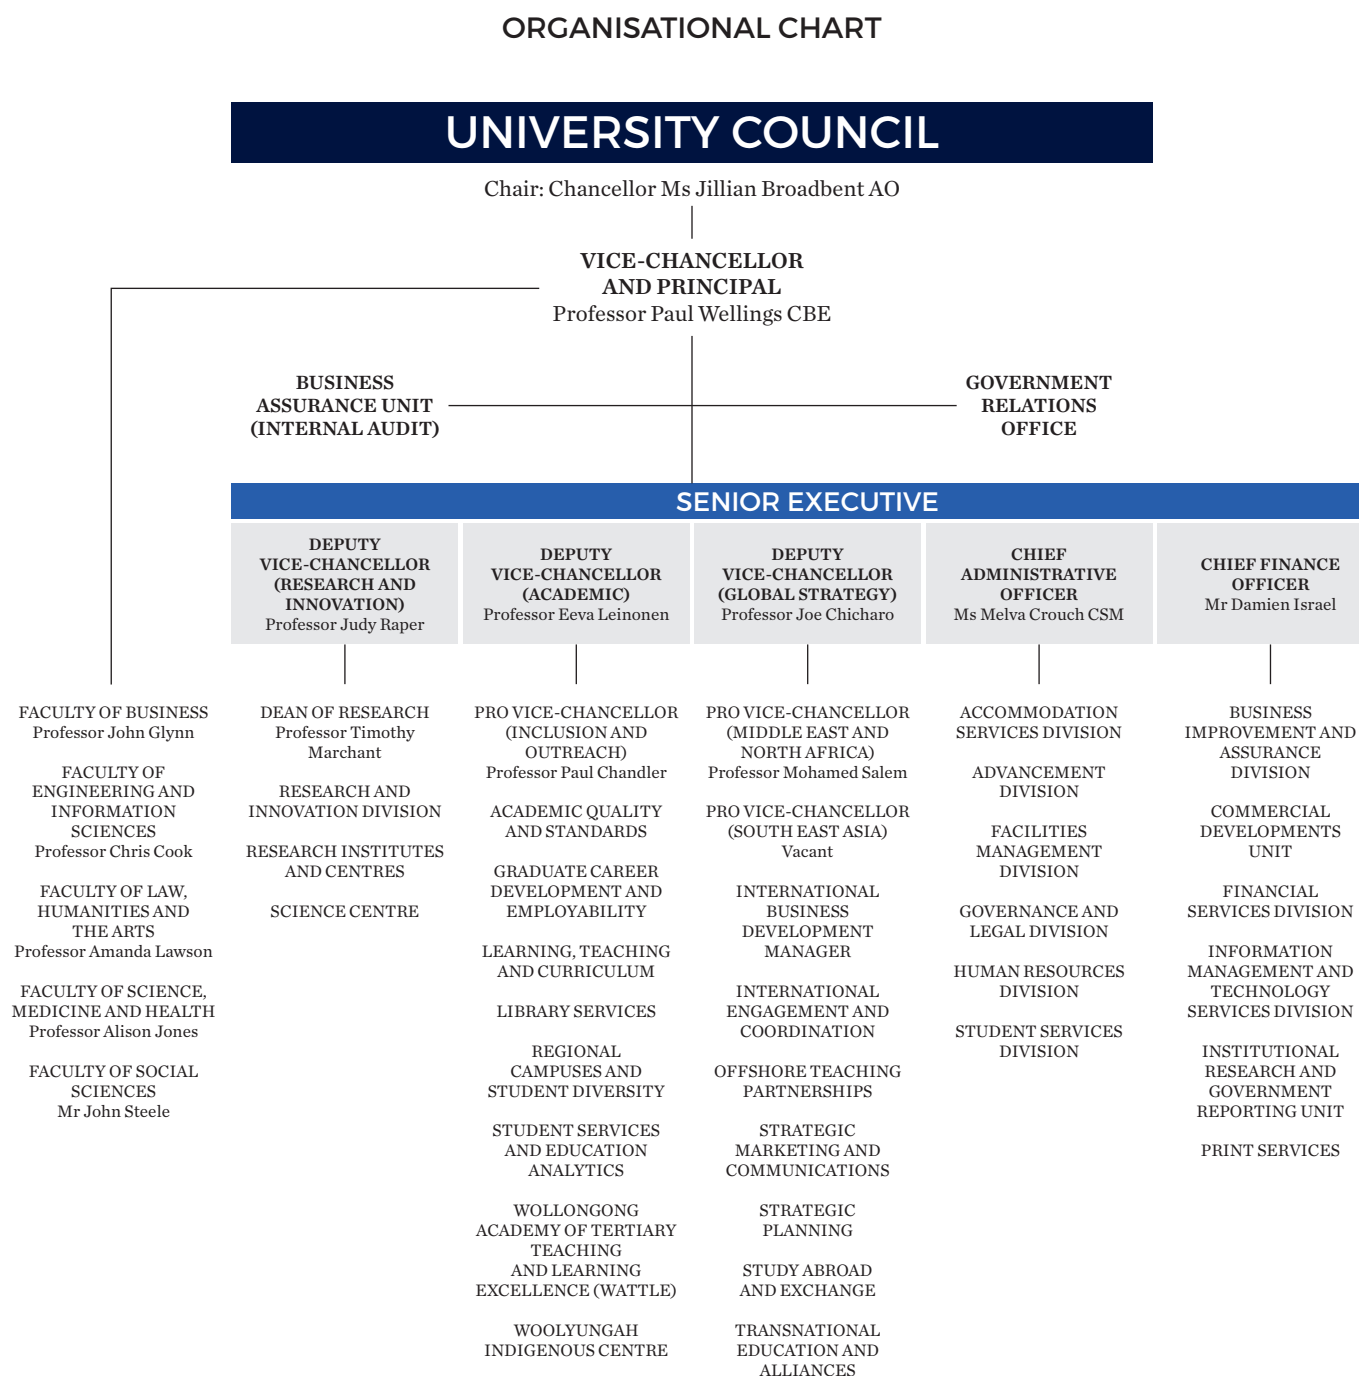 ORGANISATIONAL CHART
UNIVERSITY COUNCIL
Chair: Chancellor Ms Jillian Broadbent AO
VICE-CHANCELLOR
AND PRINCIPAL
Professor Paul Wellings CBE
BUSINESS
ASSURANCE UNIT
(INTERNAL AUDIT)
GOVERNMENT
RELATIONS
OFFICE
SENIOR EXECUTIVE
DEPUTY
VICE-CHANCELLOR
(RESEARCH AND
INNOVATION)
Professor Judy Raper
DEPUTY
VICE-CHANCELLOR
(ACADEMIC)
Professor Eeva Leinonen
DEPUTY
VICE-CHANCELLOR
(GLOBAL STRATEGY)
Professor Joe Chicharo
CHIEF
ADMINISTRATIVE
OFFICER
Ms Melva Crouch CSM
CHIEF FINANCE
OFFICER
Mr Damien Israel
FACULTY OF BUSINESS
Professor John Glynn
FACULTY OF
ENGINEERING AND
INFORMATION
SCIENCES
Professor Chris Cook
FACULTY OF LAW,
HUMANITIES AND
THE ARTS
Professor Amanda Lawson
FACULTY OF SCIENCE,
MEDICINE AND HEALTH
Professor Alison Jones
FACULTY OF SOCIAL
SCIENCES
Mr John Steele
DEAN OF RESEARCH
Professor Timothy
Marchant
RESEARCH AND
INNOVATION DIVISION
RESEARCH INSTITUTES
AND CENTRES
SCIENCE CENTRE
PRO VICE-CHANCELLOR
(INCLUSION AND
OUTREACH)
Professor Paul Chandler
ACADEMIC QUALITY
AND STANDARDS
GRADUATE CAREER
DEVELOPMENT AND
EMPLOYABILITY
LEARNING, TEACHING
AND CURRICULUM
LIBRARY SERVICES
REGIONAL
CAMPUSES AND
STUDENT DIVERSITY
STUDENT SERVICES
AND EDUCATION
ANALYTICS
WOLLONGONG
ACADEMY OF TERTIARY
TEACHING
AND LEARNING
EXCELLENCE (WATTLE)
WOOLYUNGAH
INDIGENOUS CENTRE
PRO VICE-CHANCELLOR
(MIDDLE EAST AND
NORTH AFRICA)
Professor Mohamed Salem
PRO VICE-CHANCELLOR
(SOUTH EAST ASIA)
Vacant
INTERNATIONAL
BUSINESS
DEVELOPMENT
MANAGER
INTERNATIONAL
ENGAGEMENT AND
COORDINATION
OFFSHORE TEACHING
PARTNERSHIPS
STRATEGIC
MARKETING AND
COMMUNICATIONS
STRATEGIC
PLANNING
STUDY ABROAD
AND EXCHANGE
TRANSNATIONAL
EDUCATION AND
ALLIANCES
ACCOMMODATION
SERVICES DIVISION
ADVANCEMENT
DIVISION
FACILITIES
MANAGEMENT
DIVISION
GOVERNANCE AND
LEGAL DIVISION
HUMAN RESOURCES
DIVISION
STUDENT SERVICES
DIVISION
BUSINESS
IMPROVEMENT AND
ASSURANCE
DIVISION
COMMERCIAL
DEVELOPMENTS
UNIT
FINANCIAL
SERVICES DIVISION
INFORMATION
MANAGEMENT AND
TECHNOLOGY
SERVICES DIVISION
INSTITUTIONAL
RESEARCH AND
GOVERNMENT
REPORTING UNIT
PRINT SERVICES